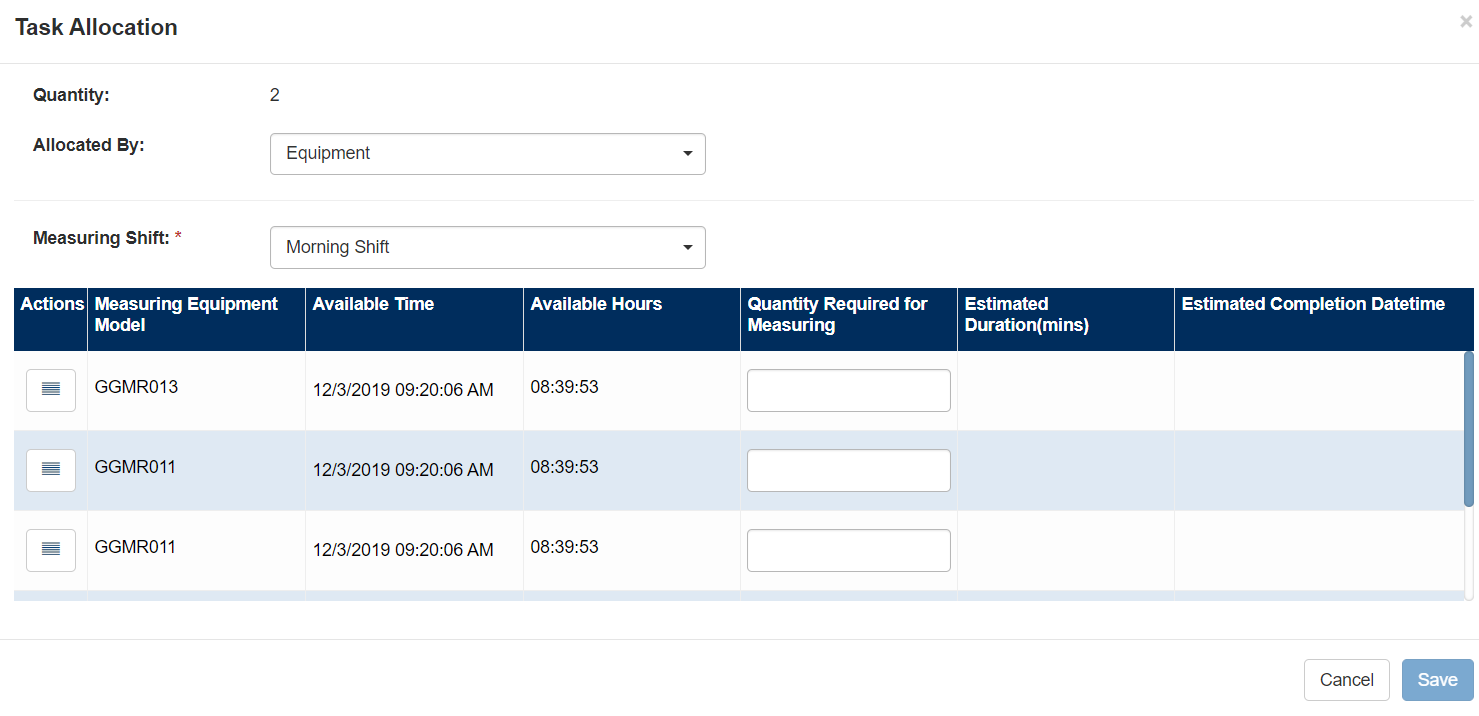 Task Allocation
×
Quantity: 2
Allocated By: Equipment
Measuring Shift: * Morning Shift
Actions Measuring Equipment Model Available Time Available Hours Quantity Required for Measuring Estimated Duration(mins) Estimated Completion Datetime
GGMR013 12/3/2019 09:20:06 AM 08:39:53
GGMR011 12/3/2019 09:20:06 AM 08:39:53
GGMR011 12/3/2019 09:20:06 AM 08:39:53
Cancel Save